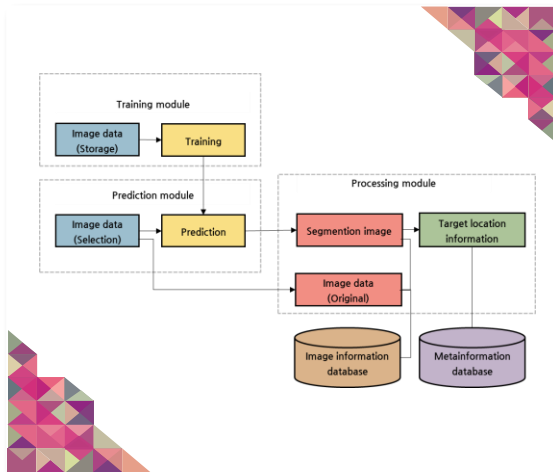 Training module
Image data
(Storage)
Training
Prediction module
Image data
(Selection)
Prediction
Processing module
Segmention image
Target location
information
Image data
(Original)
Image information
database
Metainformation
database